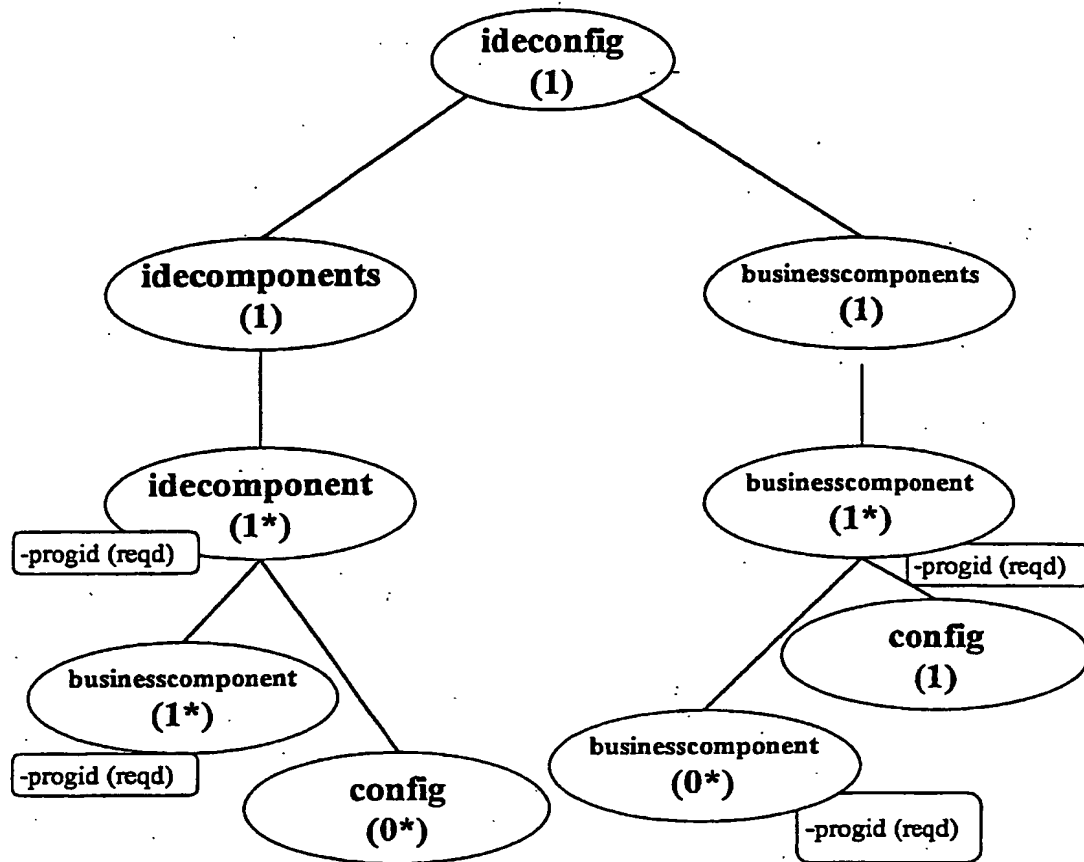 ideconfig
(1)
idecomponents
(1)
businesscomponents
(1)
idecomponent
(1*)
-progid (reqd)
businesscomponent
(1*)
-progid (reqd)
businesscomponent
(1*)
-progid (reqd)
config
(0*)
config
(1)
businesscomponent
(0*)
-progid (reqd)